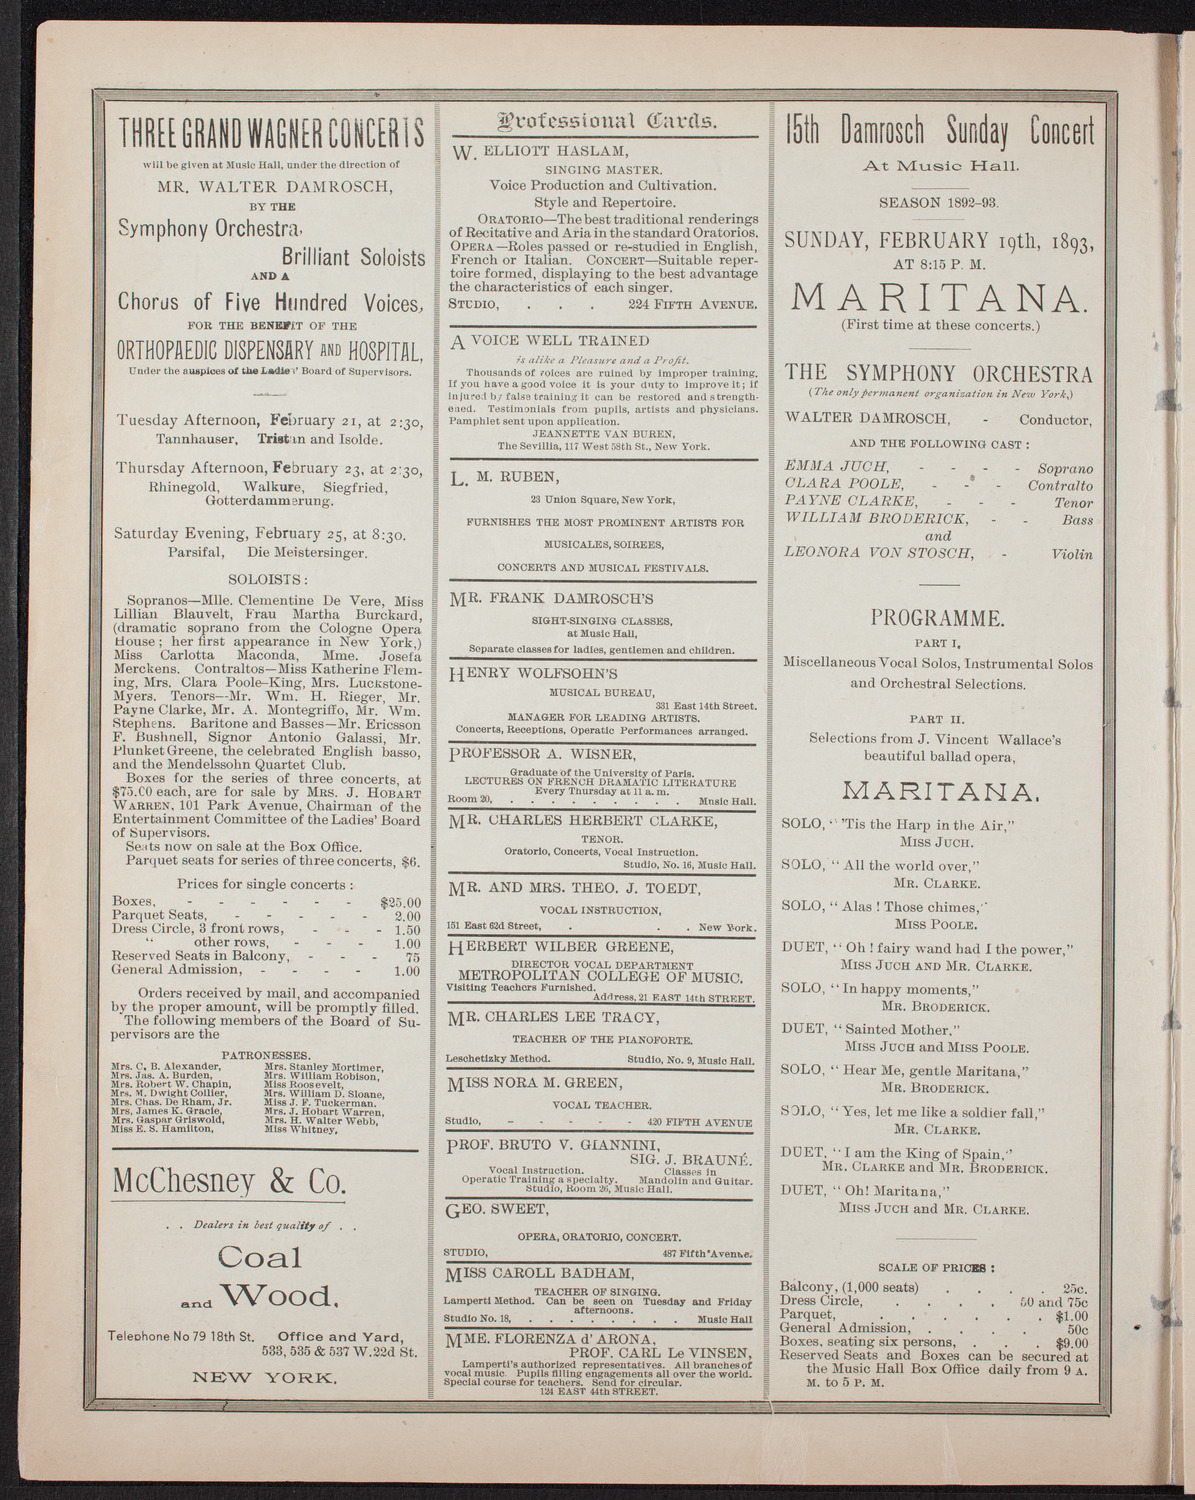 THREE GRAND WAGNER CONCERTS
will be given at Music Hall, under the direction of
MR. WALTER DAMROSCH,
BY THE
Symphony Orchestra,
Brilliant Soloists
AND A
Chorus of Five Hundred Voices,
FOR THE BENEFIT OF THE
ORTHOPAEDIC DISPENSARY AND HOSPITAL,
Under the auspices of the Ladies' Board of Supervisors.
Tuesday Afternoon, February 21, at 2:30,
Tannhauser, Tristan and Isolde.
Thursday Afternoon, February 23, at 2:30,
Rhinegold, Walkure, Siegfried,
Gotterdammerung.
Saturday Evening, February 25, at 8:30.
Parsifal, Die Meistersinger.
SOLOISTS:
Sopranos—Mlle. Clementine De Vere, Miss
Lillian Blauvelt, Frau Martha Burckard,
(dramatic soprano from the Cologne Opera
House; her first appearance in New York,)
Miss Carlotta Maconda, Mme. Josefa
Merckens. Contraltos—Miss Katherine Flem-
ing, Mrs. Clara Poole-King, Mrs. Luckstone-
Myers. Tenors—Mr. Wm. H. Rieger, Mr.
Payne Clarke, Mr. A. Montegriffo, Mr. Wm.
Stephens. Baritone and Basses—Mr. Ericsson
F. Bushnell, Signor Antonio Galassi, Mr.
Plunket Greene, the celebrated English basso,
and the Mendelssohn Quartet Club.
Boxes for the series of three concerts, at
$75.00 each, are for sale by MRS. J. HOBART
WARREN, 101 Park Avenue, Chairman of the
Entertainment Committee of the Ladies' Board
of Supervisors.
Seats now on sale at the Box Office.
Parquet seats for series of three concerts, $6.
Prices for single concerts:
Boxes, - - - - - - $25.00
Parquet Seats, - - - - - 2.00
Dress Circle, 3 front rows, - - - 1.50
" other rows, - - - 1.00
Reserved Seats in Balcony, - - - 75
General Admission, - - - - 1.00
Orders received by mail, and accompanied
by the proper amount, will be promptly filled.
The following members of the Board of Su-
pervisors are the
PATRONESSES.
Mrs. C. B. Alexander, Mrs. Stanley Mortimer,
Mrs. Jas. A. Burden, Mrs. William Robison,
Mrs. Robert W. Chapin, Miss Roosevelt,
Mrs. M. Dwight Collier, Mrs. William D. Sloane,
Mrs. Chas. De Rham, Jr. Miss J. F. Tuckerman,
Mrs. James K. Gracie, Mrs. J. Hobart Warren,
Mrs. Gaspar Griswold, Mrs. H. Walter Webb,
Miss E. S. Hamilton, Miss Whitney,
McChesney & Co.
. . Dealers in best quality of . .
Coal
and Wood,
Telephone No 79 18th St. Office and Yard,
533, 535 & 537 W. 22d St.
NEW YORK.
Professional Cards.
W. ELLIOTT HASLAM,
SINGING MASTER.
Voice Production and Cultivation.
Style and Repertoire.
ORATORIO—The best traditional renderings
of Recitative and Aria in the standard Oratorios.
OPERA—Roles passed or re-studied in English,
French or Italian. CONCERT—Suitable reper-
toire formed, displaying to the best advantage
the characteristics of each singer.
STUDIO, . . . 224 FIFTH AVENUE.
A VOICE WELL TRAINED
is alike a Pleasure and a Profit.
Thousands of voices are ruined by improper training.
If you have a good voice it is your duty to improve it; if
injured by false training it can be restored and strength-
ened. Testimonials from pupils, artists and physicians.
Pamphlet sent upon application.
JEANNETTE VAN BUREN,
The Sevillia, 117 West 58th St., New York.
L. M. RUBEN,
23 Union Square, New York,
FURNISHES THE MOST PROMINENT ARTISTS FOR
MUSICALES, SOIREES,
CONCERTS AND MUSICAL FESTIVALS.
MR. FRANK DAMROSCH'S
SIGHT-SINGING CLASSES,
at Music Hall,
Separate classes for ladies, gentlemen and children.
HENRY WOLFSOHN'S
MUSICAL BUREAU,
331 East 14th Street.
MANAGER FOR LEADING ARTISTS.
Concerts, Receptions, Operatic Performances arranged.
PROFESSOR A. WISNER,
Graduate of the University of Paris.
LECTURES ON FRENCH DRAMATIC LITERATURE
Every Thursday at 11 a. m.
Room 20, . . . . . . . . . . Music Hall.
MR. CHARLES HERBERT CLARKE,
TENOR.
Oratorio, Concerts, Vocal Instruction.
Studio, No. 16, Music Hall.
MR. AND MRS. THEO. J. TOEDT,
VOCAL INSTRUCTION,
151 East 62d Street, . . . New York.
HERBERT WILBER GREENE,
DIRECTOR VOCAL DEPARTMENT
METROPOLITAN COLLEGE OF MUSIC.
Visiting Teachers Furnished.
Address, 21 EAST 14th STREET.
MR. CHARLES LEE TRACY,
TEACHER OF THE PIANOFORTE.
Leschetizky Method. Studio, No. 9, Music Hall.
MISS NORA M. GREEN,
VOCAL TEACHER.
Studio, - - - - - 420 FIFTH AVENUE
PROF. BRUTO V. GIANNINI,
SIG. J. BRAUNÉ.
Vocal Instruction. Classes in
Operatic Training a specialty. Mandolin and Guitar.
Studio, Room 26, Music Hall.
GEO. SWEET,
OPERA, ORATORIO, CONCERT.
STUDIO, 487 Fifth Avenue.
MISS CAROLL BADHAM,
TEACHER OF SINGING.
Lamperti Method. Can be seen on Tuesday and Friday
afternoons.
Studio No. 18, . . . . . . . Music Hall
MME. FLORENZA d' ARONA,
PROF. CARL Le VINSEN,
Lamperti's authorized representatives. All branches of
vocal music. Pupils filling engagements all over the world.
Special course for teachers. Send for circular.
124 EAST 44th STREET.
15th Damrosch Sunday Concert
At Music Hall.
SEASON 1892-93.
SUNDAY, FEBRUARY 19th, 1893,
AT 8:15 P. M.
MARITANA.
(First time at these concerts.)
THE SYMPHONY ORCHESTRA
(The only permanent organization in New York,)
WALTER DAMROSCH, - Conductor,
AND THE FOLLOWING CAST:
EMMA JUCH, - - - - Soprano
CLARA POOLE, - - - Contralto
PAYNE CLARKE, - - - Tenor
WILLIAM BRODERICK, - - Bass
and
LEONORA VON STOSCH, - Violin
PROGRAMME.
PART I,
Miscellaneous Vocal Solos, Instrumental Solos
and Orchestral Selections.
PART II.
Selections from J. Vincent Wallace's
beautiful ballad opera,
MARITANA.
SOLO, " 'Tis the Harp in the Air,"
MISS JUCH.
SOLO, " All the world over,"
MR. CLARKE.
SOLO, " Alas ! Those chimes,"
MISS POOLE.
DUET, " Oh ! fairy wand had I the power,"
MISS JUCH AND MR. CLARKE.
SOLO, " In happy moments,"
MR. BRODERICK.
DUET, " Sainted Mother,"
MISS JUCH and MISS POOLE.
SOLO, " Hear Me, gentle Maritana,"
MR. BRODERICK.
SOLO, " Yes, let me like a soldier fall,"
MR. CLARKE.
DUET, " I am the King of Spain,"
MR. CLARKE and MR. BRODERICK.
DUET, " Oh! Maritana,"
MISS JUCH and MR. CLARKE.
SCALE OF PRICES:
Balcony, (1,000 seats) . . . . 25c.
Dress Circle, . . . . 50 and 75c
Parquet, . . . . . . $1.00
General Admission, . . . . 50c
Boxes, seating six persons, . . . $9.00
Reserved Seats and Boxes can be secured at
the Music Hall Box Office daily from 9 A.
M. to 5 P. M.